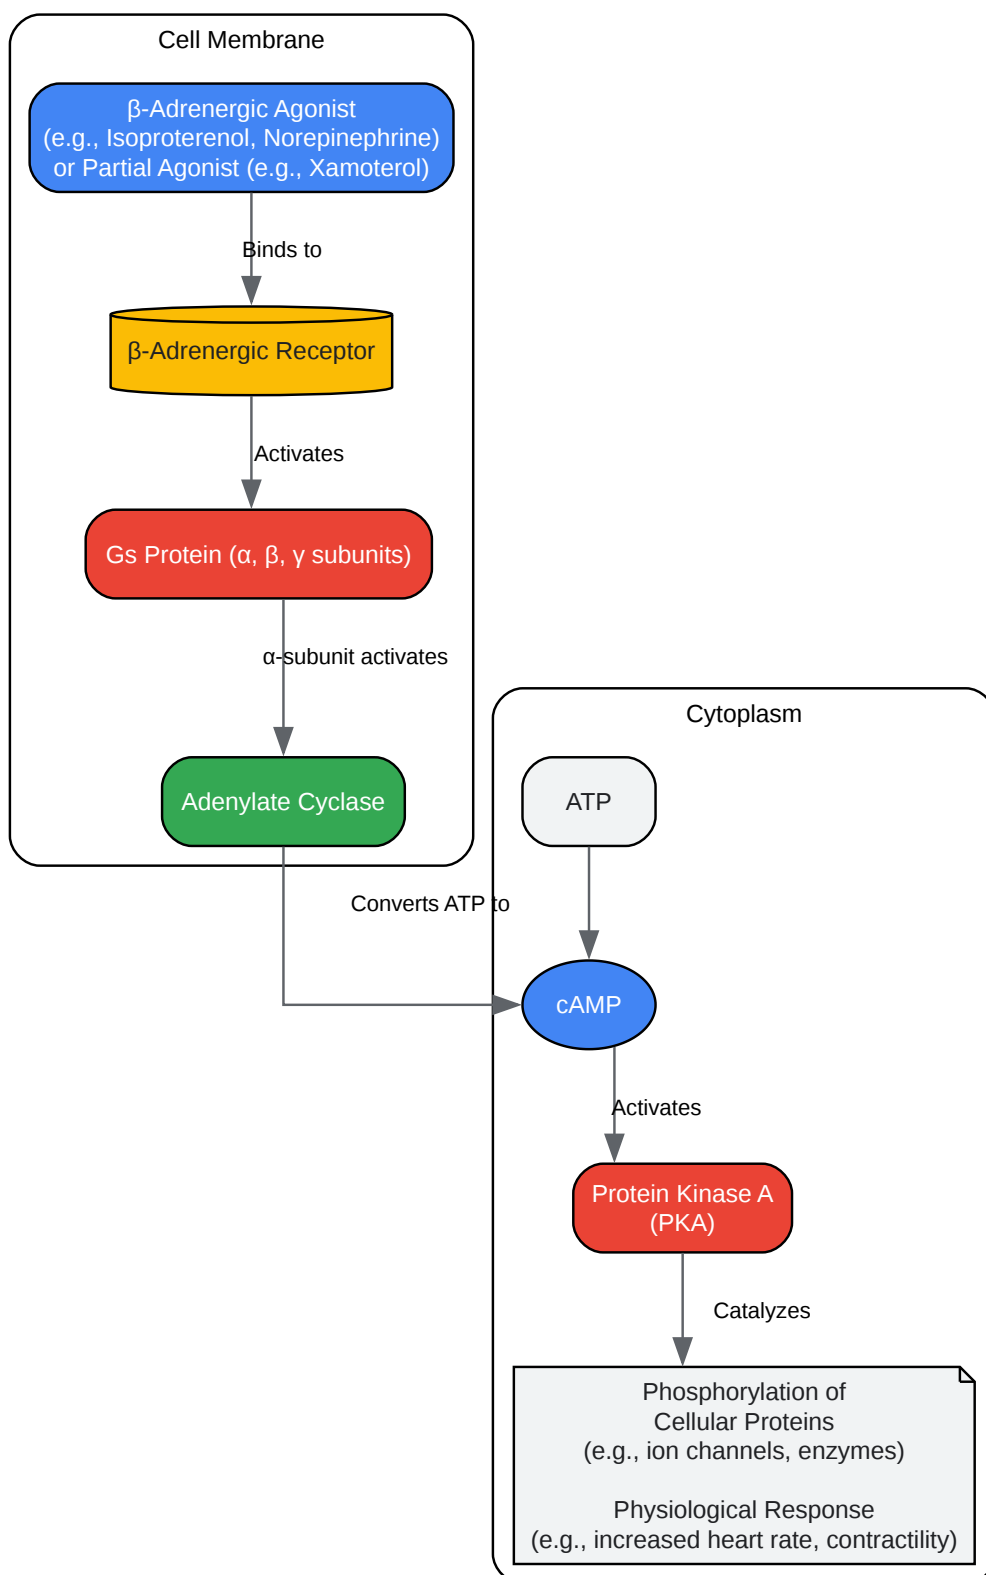 Cell Membrane
β-Adrenergic Agonist
(e.g., Isoproterenol, Norepinephrine)
or Partial Agonist (e.g., Xamoterol)
Binds to
β-Adrenergic Receptor
Activates
Gs Protein (α, β, γ subunits)
α-subunit activates
Adenylate Cyclase
Converts ATP to
Cytoplasm
ATP
cAMP
Activates
Protein Kinase A
(PKA)
Catalyzes
Phosphorylation of
Cellular Proteins
(e.g., ion channels, enzymes)
Physiological Response
(e.g., increased heart rate, contractility)